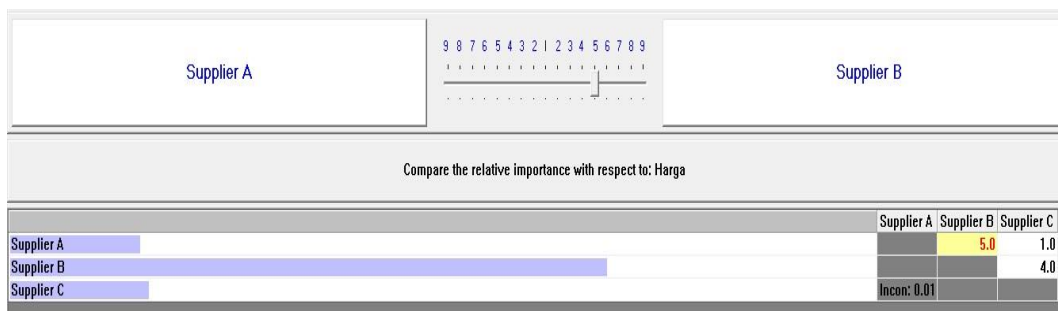 Supplier A
9 8 7 6 5 4 3 2 1 2 3 4 5 6 7 8 9
Supplier B
Compare the relative importance with respect to: Harga
Supplier A Supplier B Supplier C
Supplier A 5.0 1.0
Supplier B 4.0
Supplier C Incon: 0.01